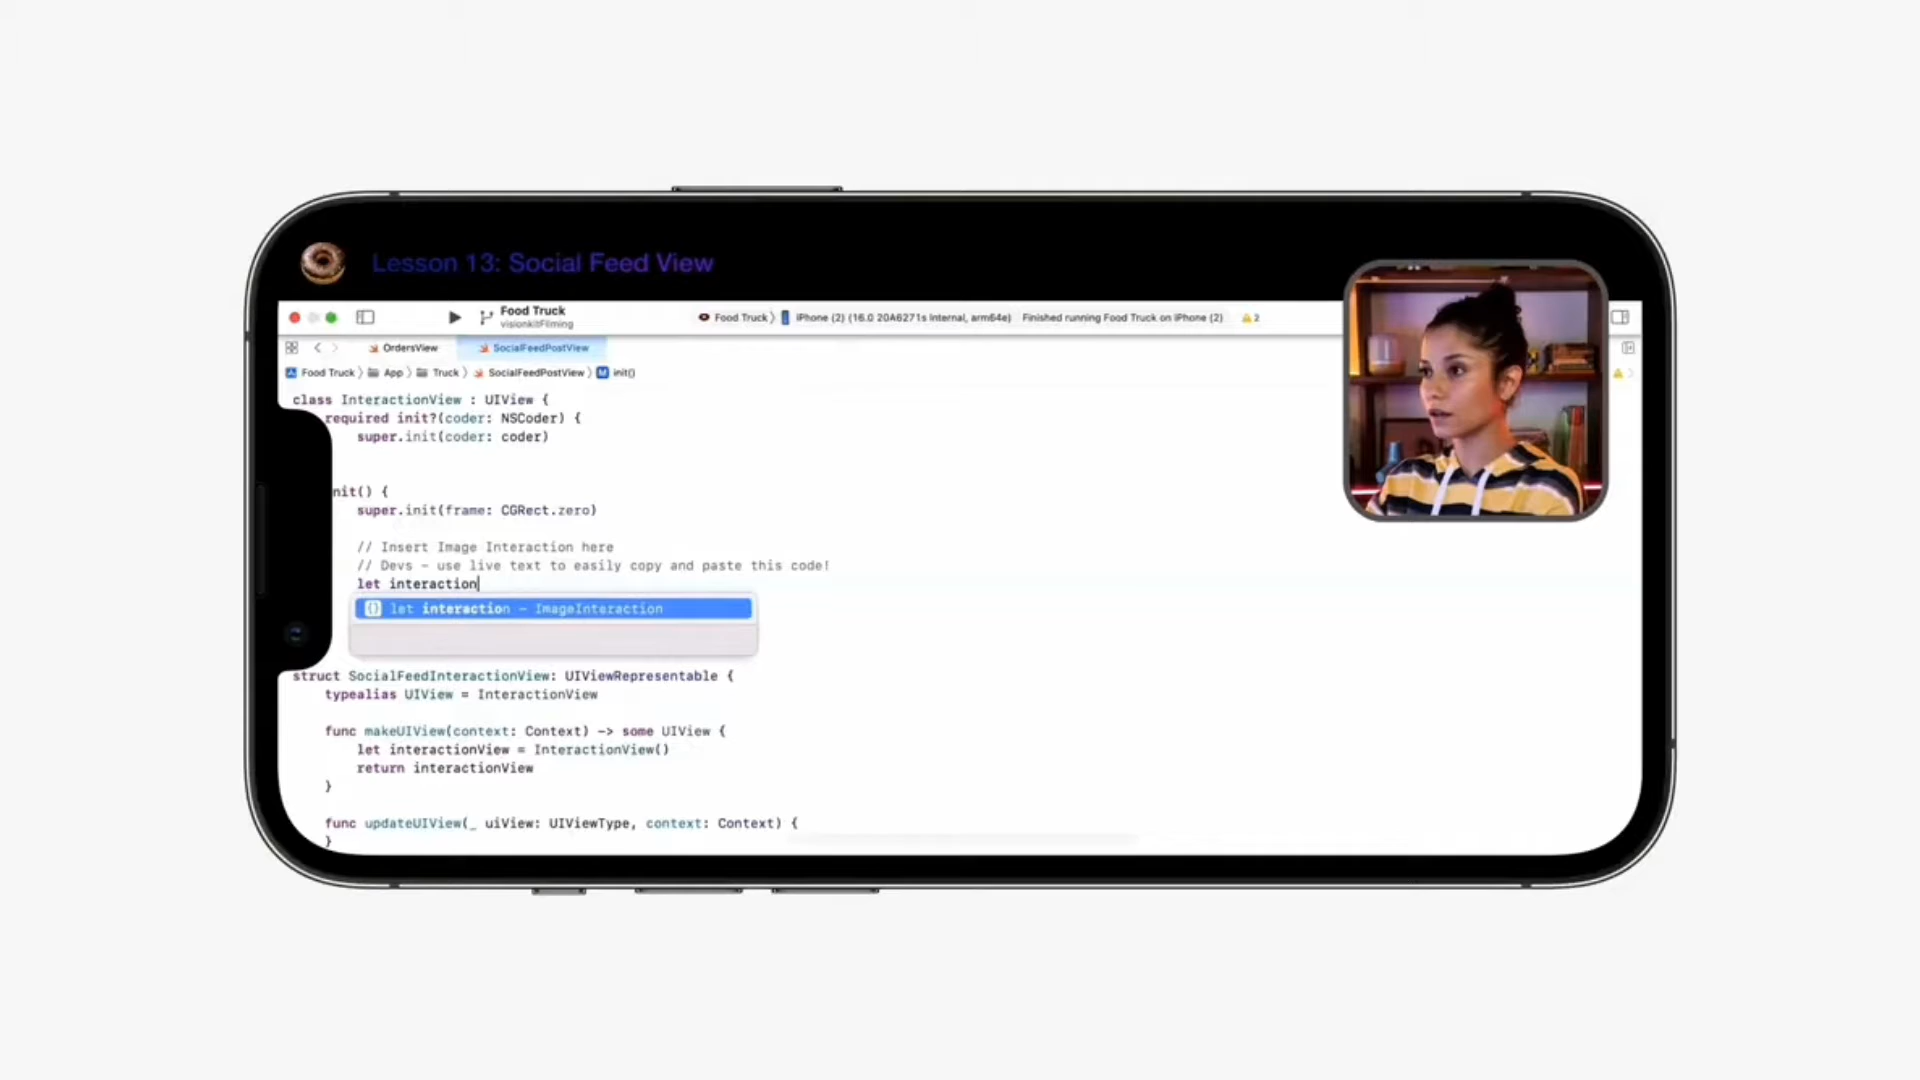 Lesson 13: Social Feed View
Food Truck
visionkitFilming
Food Truck iPhone (2) (16.0 20A6271s Internal, arm64e) Finished running Food Truck on iPhone (2) 2
OrdersView SocialFeedPostView
Food Truck App Truck SocialFeedPostView M init()
class InteractionView : UIView {
required init?(coder: NSCoder) {
super.init(coder: coder)
nit() {
super.init(frame: CGRect.zero)
// Insert Image Interaction here
// Devs - use live text to easily copy and paste this code!
let interaction
{} let interaction - ImageInteraction
struct SocialFeedInteractionView: UIViewRepresentable {
typealias UIView = InteractionView
func makeUIView(context: Context) -> some UIView {
let interactionView = InteractionView()
return interactionView
}
func updateUIView(_ uiView: UIViewType, context: Context) {
}